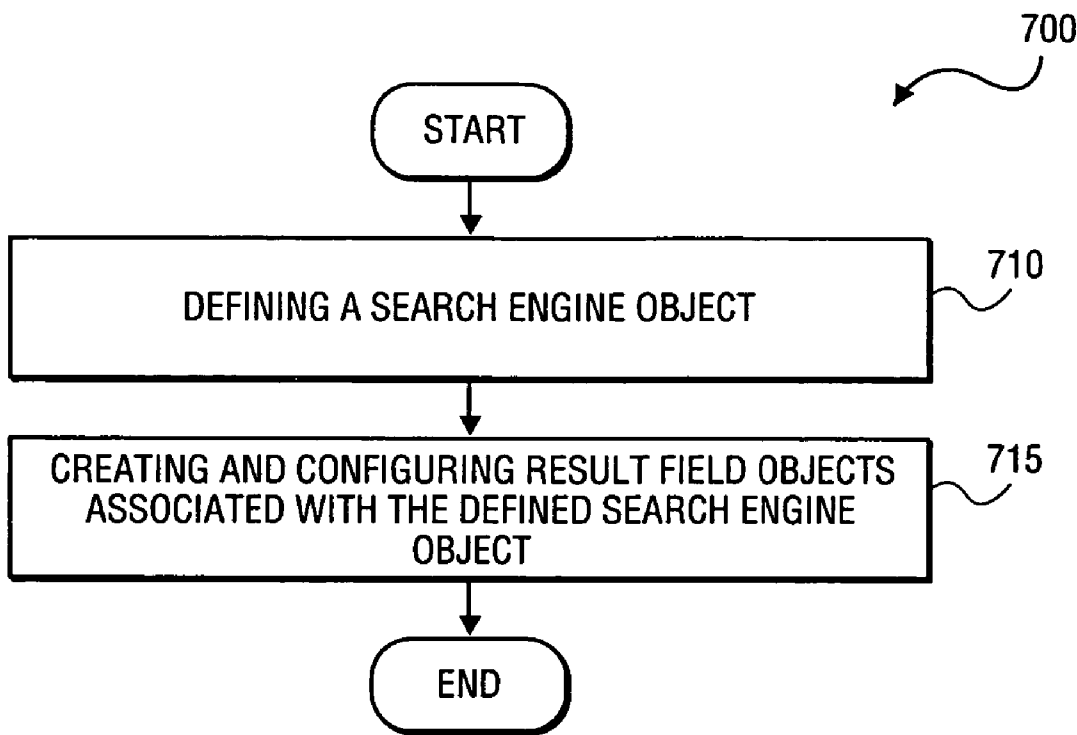 700
START
DEFINING A SEARCH ENGINE OBJECT
710
CREATING AND CONFIGURING RESULT FIELD OBJECTS
ASSOCIATED WITH THE DEFINED SEARCH ENGINE
OBJECT
715
END